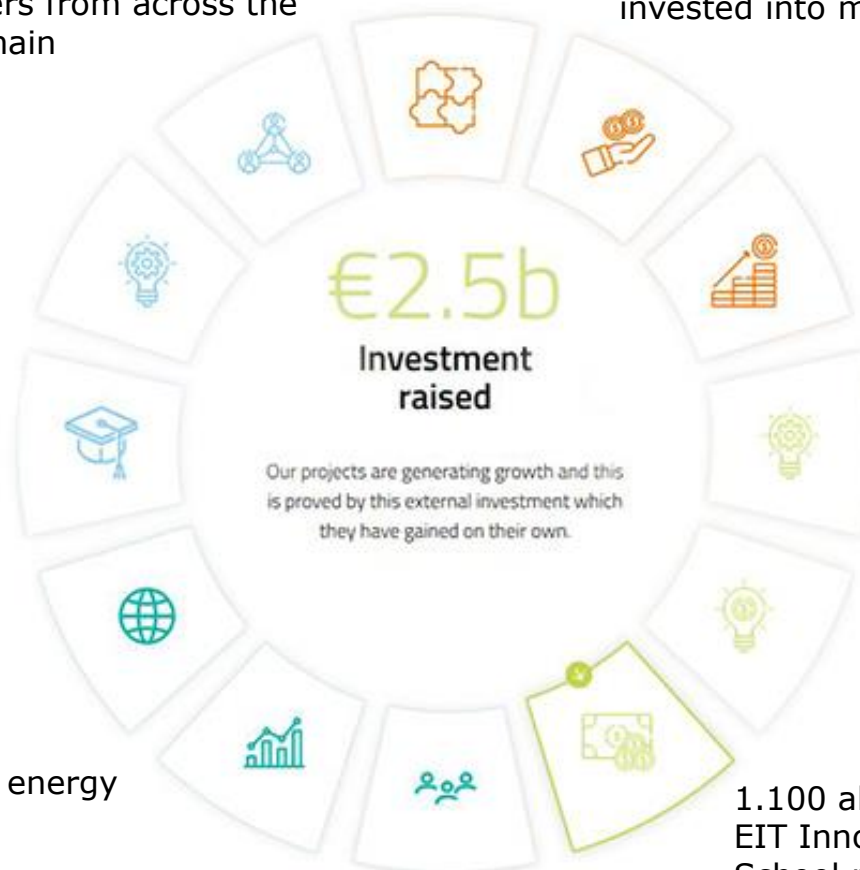 ers from across the
invested into m
hain
€2.5b
Investment
raised
Our projects are generating growth and this
is proved by this external investment which
they have gained on their own.
energy
1.100 al
EIT Inno